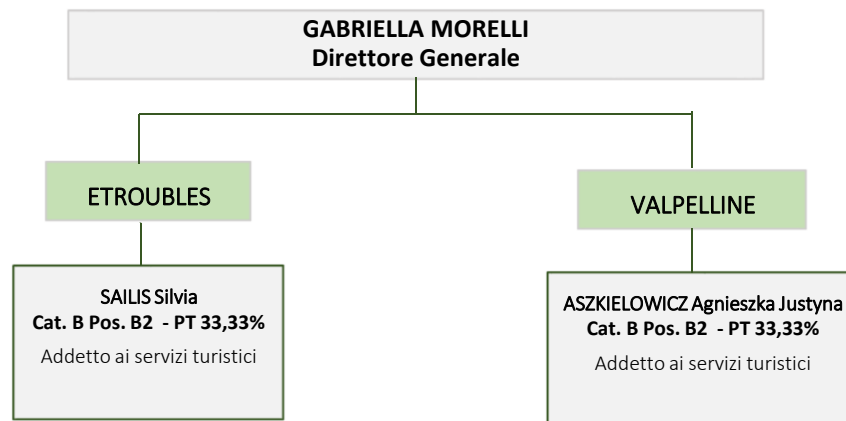 GABRIELLA MORELLI
Direttore Generale
ETROUBLES
VALPELLINE
SAILIS Silvia
Cat. B Pos. B2 - PT 33,33%
Addetto ai servizi turistici
ASZKIELOWICZ Agnieszka Justyna
Cat. B Pos. B2 - PT 33,33%
Addetto ai servizi turistici